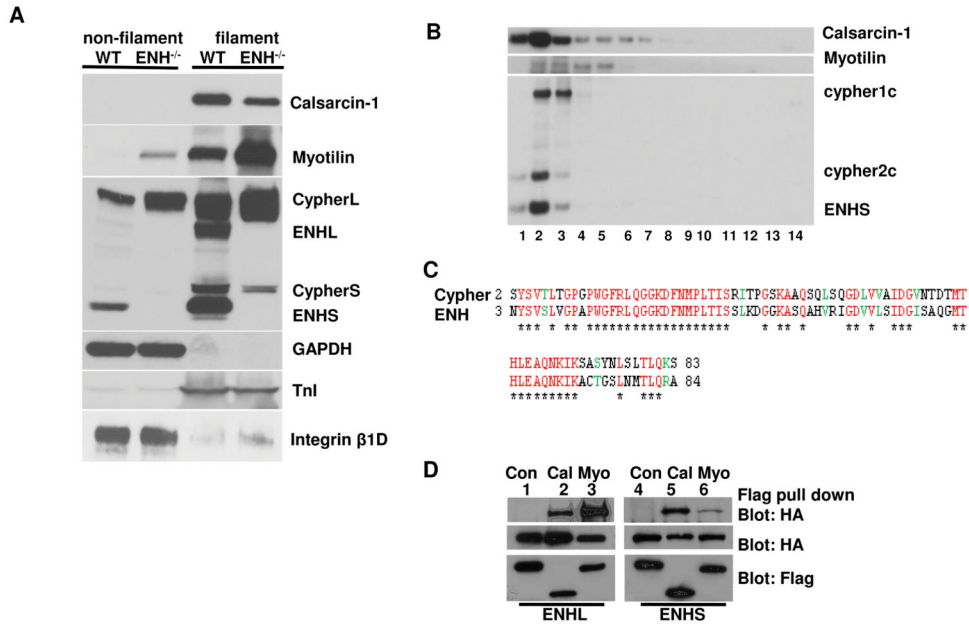 A
non-filament filament
WT ENH-/- WT ENH-/-
Calsarcin-1
Myotilin
CypherL
ENHL
CypherS
ENHS
GAPDH
TnI
Integrin β1D
B
Calsarcin-1
Myotilin
cypher1c
cypher2c
ENHS
1 2 3 4 5 6 7 8 9 10 11 12 13 14
C
Cypher 2 SYSVTLTGPGPWGFRLQGGKDFNMPLTISRITPGSKAAQSQLSQGDLVVAIDGVNTDTMT
ENH 3 NYSVSLVGPAPWGFRLQGGKDFNMPLTISSLKDGGKAAQAHVRIGDVVLSIDGISAQGMT
*** * ** ****************** * ** * ** * *** **
HLEAQNKIKSASYNLSLTLQKS 83
HLEAQNKIKACTGSLNMTLQRA 84
********* * ***
D
Con Cal Myo Con Cal Myo
1 2 3 4 5 6 Flag pull down
Blot: HA
Blot: HA
Blot: Flag
ENHL ENHS